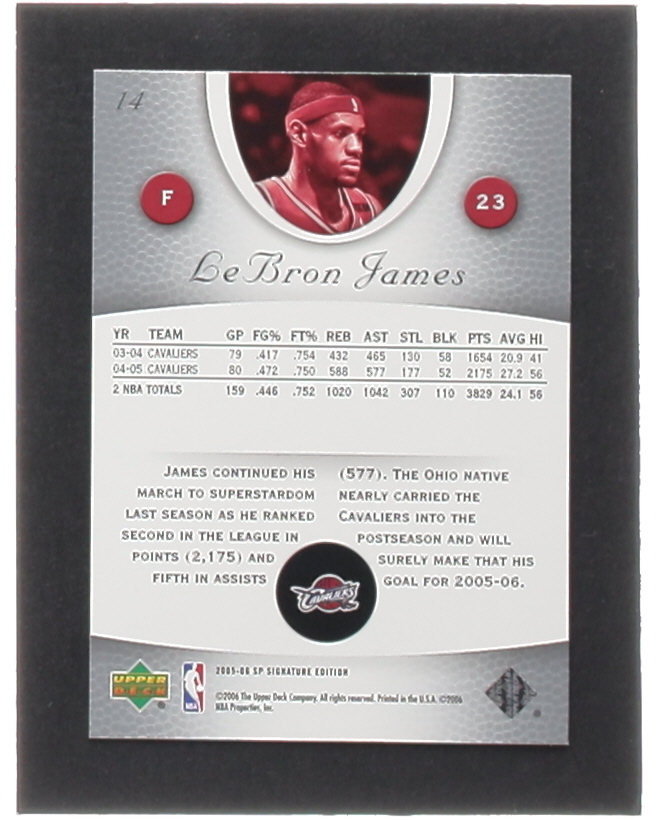 14
F
23
LeBron James
YR TEAM GP FG% FT% REB AST STL BLK PTS AVG HI
03-04 CAVALIERS 79 .417 .754 432 465 130 58 1654 20.9 41
04-05 CAVALIERS 80 .472 .750 588 577 177 52 2175 27.2 56
2 NBA TOTALS 159 .446 .752 1020 1042 307 110 3829 24.1 56
JAMES CONTINUED HIS
MARCH TO SUPERSTARDOM
LAST SEASON AS HE RANKED
SECOND IN THE LEAGUE IN
POINTS (2,175) AND
FIFTH IN ASSISTS
(577). THE OHIO NATIVE
NEARLY CARRIED THE
CAVALIERS INTO THE
POSTSEASON AND WILL
SURELY MAKE THAT HIS
GOAL FOR 2005-06.
CAVALIERS
UPPER
DECK
NBA
2005-06 SP SIGNATURE EDITION
©2006 The Upper Deck Company. All rights reserved. Printed in the U.S.A. ©2006
NBA Properties, Inc.